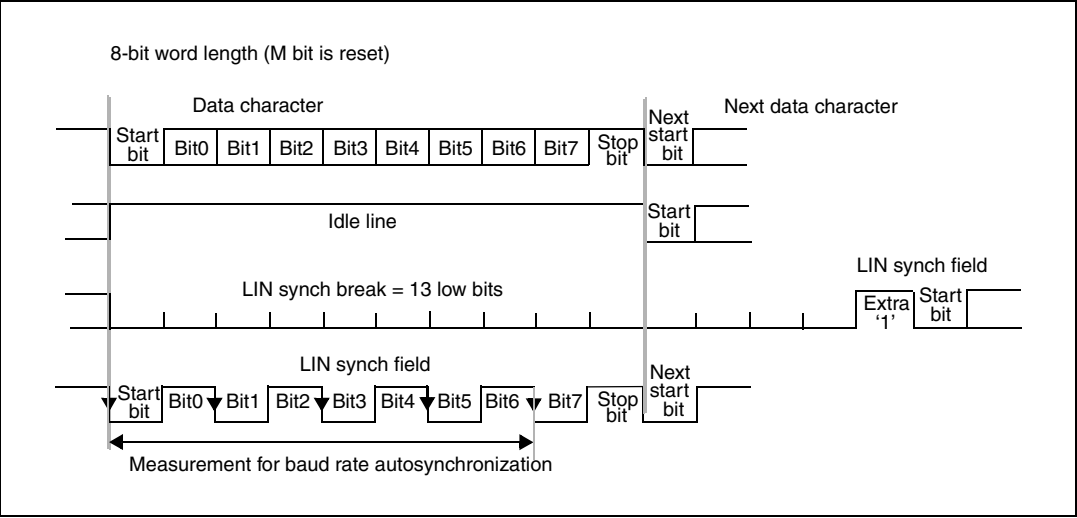 8-bit word length (M bit is reset)
Data character
Next data character
Start bit
Bit0
Bit1
Bit2
Bit3
Bit4
Bit5
Bit6
Bit7
Stop bit
Next start bit
Idle line
Start bit
LIN synch field
LIN synch break = 13 low bits
Extra '1'
Start bit
LIN synch field
Start bit
Bit0
Bit1
Bit2
Bit3
Bit4
Bit5
Bit6
Bit7
Stop bit
Next start bit
Measurement for baud rate autosynchronization